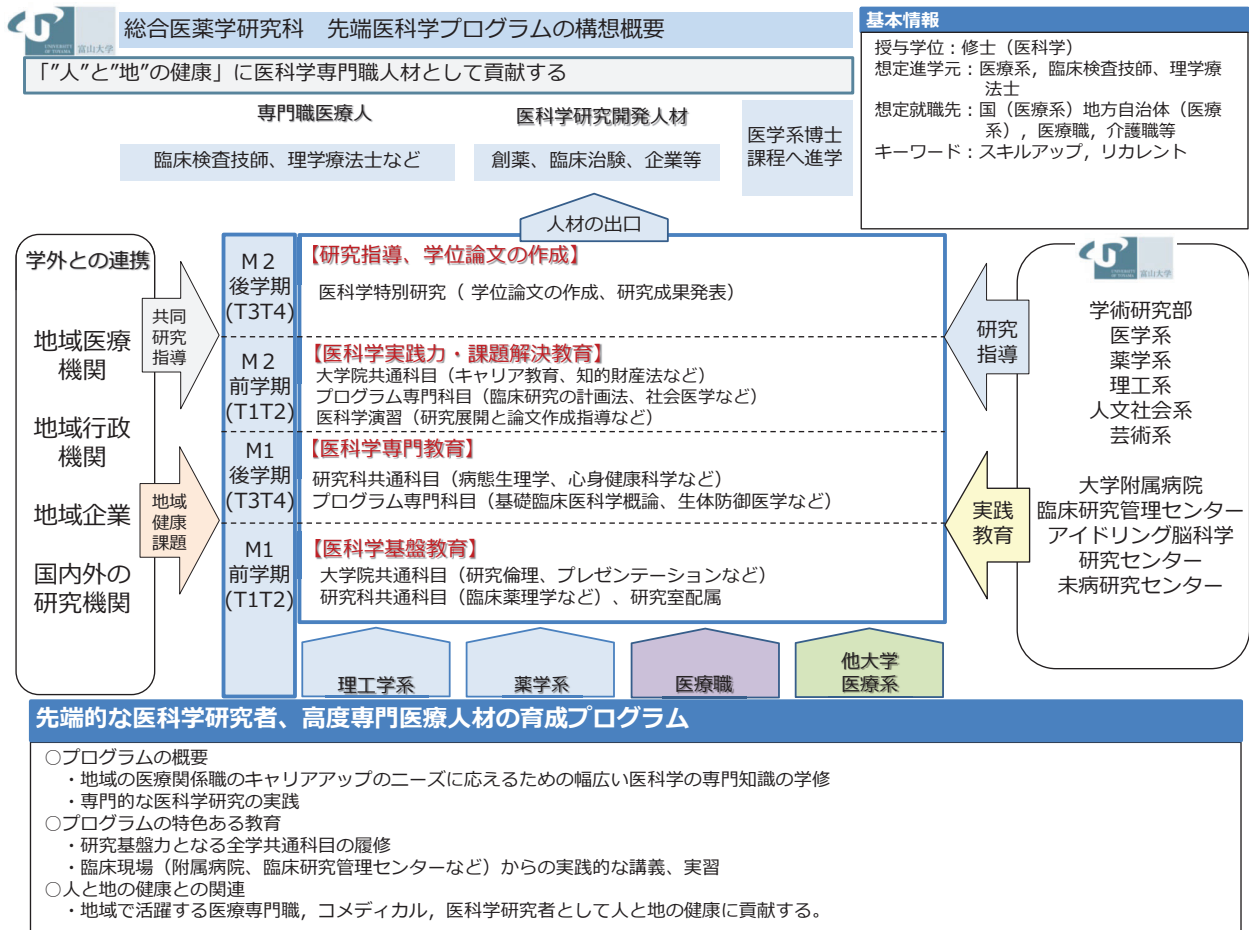 UNIVERSITY
OF TOYAMA
富山大学
総合医薬学研究科　先端医科学プログラムの構想概要
「”人”と”地”の健康」に医科学専門職人材として貢献する
基本情報
授与学位：修士（医科学）
想定進学元：医療系，臨床検査技師、理学療
法士
想定就職先：国（医療系）地方自治体（医療
系），医療職，介護職等
キーワード：スキルアップ，リカレント
専門職医療人
臨床検査技師、理学療法士など
医科学研究開発人材
創薬、臨床治験、企業等
医学系博士
課程へ進学
人材の出口
学外との連携
地域医療
機関
地域行政
機関
地域企業
国内外の
研究機関
共同
研究
指導
地域
健康
課題
M２
後学期
(T3T4)
【研究指導、学位論文の作成】
医科学特別研究（ 学位論文の作成、研究成果発表）
M２
前学期
(T1T2)
【医科学実践力・課題解決教育】
大学院共通科目（キャリア教育、知的財産法など）
プログラム専門科目（臨床研究の計画法、社会医学など）
医科学演習（研究展開と論文作成指導など）
M1
後学期
(T3T4)
【医科学専門教育】
研究科共通科目（病態生理学、心身健康科学など）
プログラム専門科目（基礎臨床医科学概論、生体防御医学など）
M1
前学期
(T1T2)
【医科学基盤教育】
大学院共通科目（研究倫理、プレゼンテーションなど）
研究科共通科目（臨床薬理学など）、研究室配属
研究
指導
実践
教育
UNIVERSITY
OF TOYAMA
富山大学
学術研究部
医学系
薬学系
理工系
人文社会系
芸術系
大学附属病院
臨床研究管理センター
アイドリング脳科学
研究センター
未病研究センター
理工学系
薬学系
医療職
他大学
医療系
先端的な医科学研究者、高度専門医療人材の育成プログラム
○プログラムの概要
・地域の医療関係職のキャリアアップのニーズに応えるための幅広い医科学の専門知識の学修
・専門的な医科学研究の実践
○プログラムの特色ある教育
・研究基盤力となる全学共通科目の履修
・臨床現場（附属病院、臨床研究管理センターなど）からの実践的な講義、実習
○人と地の健康との関連
・地域で活躍する医療専門職，コメディカル，医科学研究者として人と地の健康に貢献する。